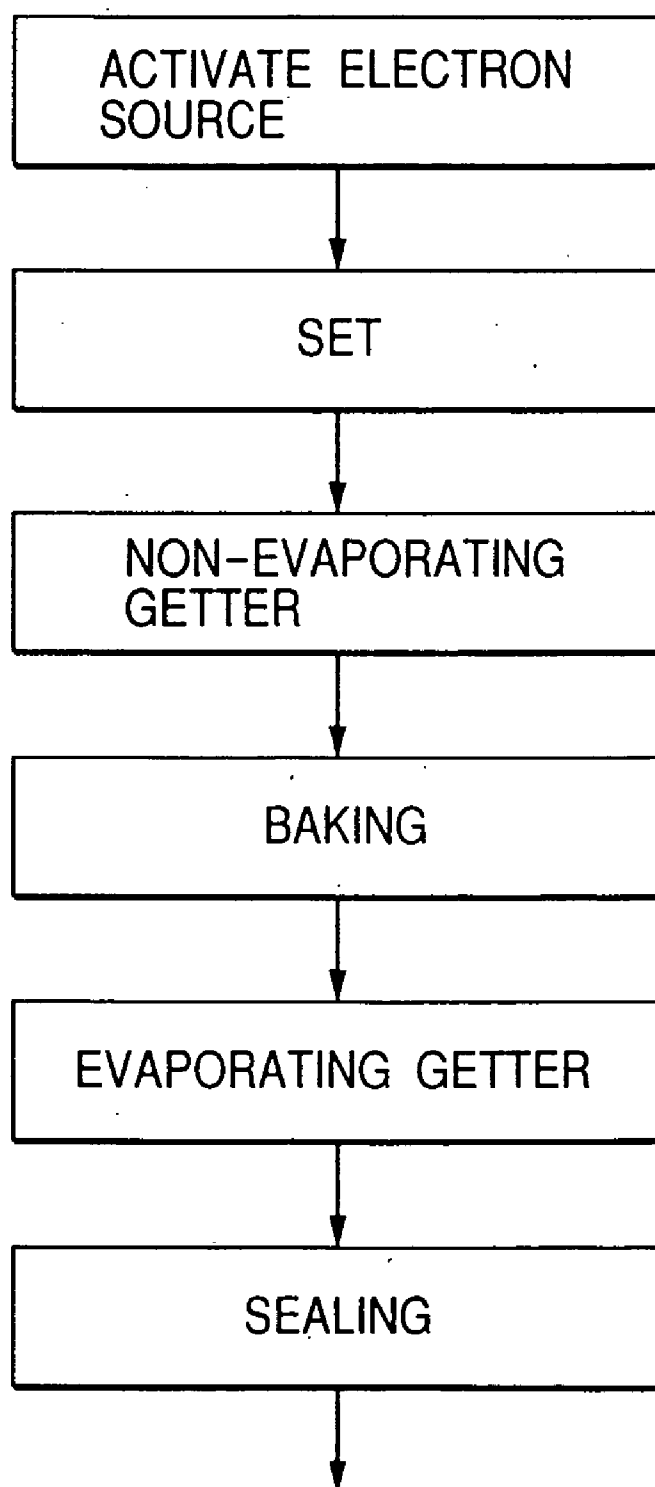 ACTIVATE ELECTRON
SOURCE
SET
NON-EVAPORATING
GETTER
BAKING
EVAPORATING GETTER
SEALING